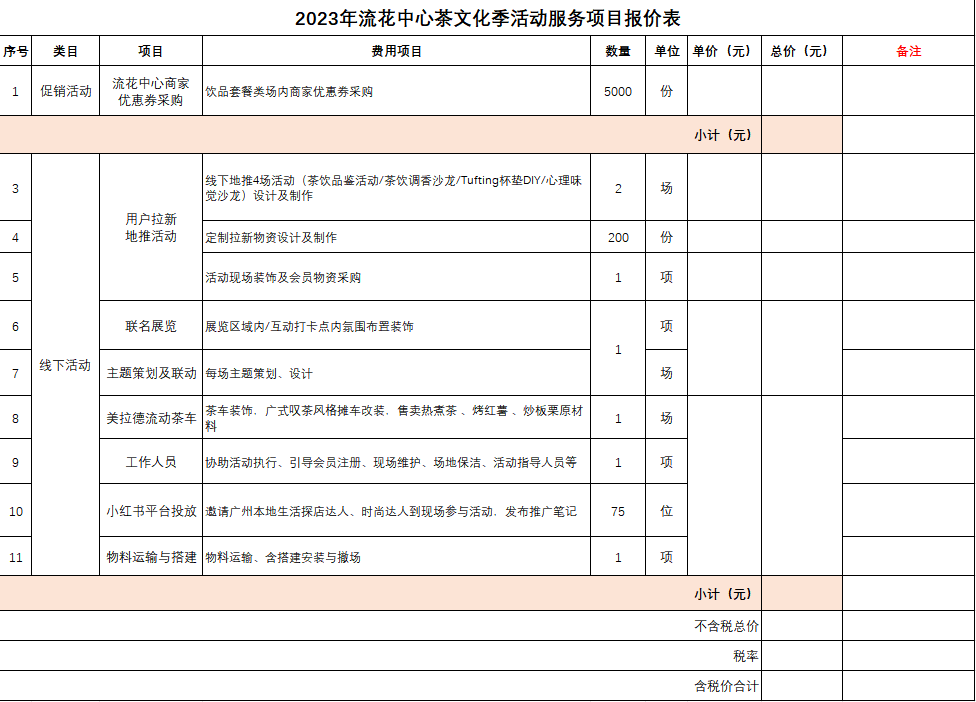 2023年流花中心茶文化季活动服务项目报价表
序号 类目 项目 费用项目 数量 单位 单价（元） 总价（元） 备注
1 促销活动 流花中心商家
优惠券采购 饮品套餐类场内商家优惠券采购 5000 份
小计（元）
线下活动
用户拉新
地推活动
3 线下地推4场活动（茶饮品鉴活动/茶饮调香沙龙/Tufting杯垫DIY/心理味
觉沙龙）设计及制作 2 场
4 定制拉新物资设计及制作 200 份
5 活动现场装饰及会员物资采购 1 项
6 联名展览 展览区域内/互动打卡点内氛围布置装饰 1 项
7 主题策划及联动 每场主题策划、设计 场
8 美拉德流动茶车 茶车装饰，广式叹茶风格摊车改装，售卖热煮茶 、烤红薯 、炒板栗原材
料 1 场
9 工作人员 协助活动执行、引导会员注册、现场维护、场地保洁、活动指导人员等 1 项
10 小红书平台投放 邀请广州本地生活探店达人、时尚达人到现场参与活动，发布推广笔记 75 位
11 物料运输与搭建 物料运输、含搭建安装与撤场 1 项
小计（元）
不含税总价
税率
含税价合计